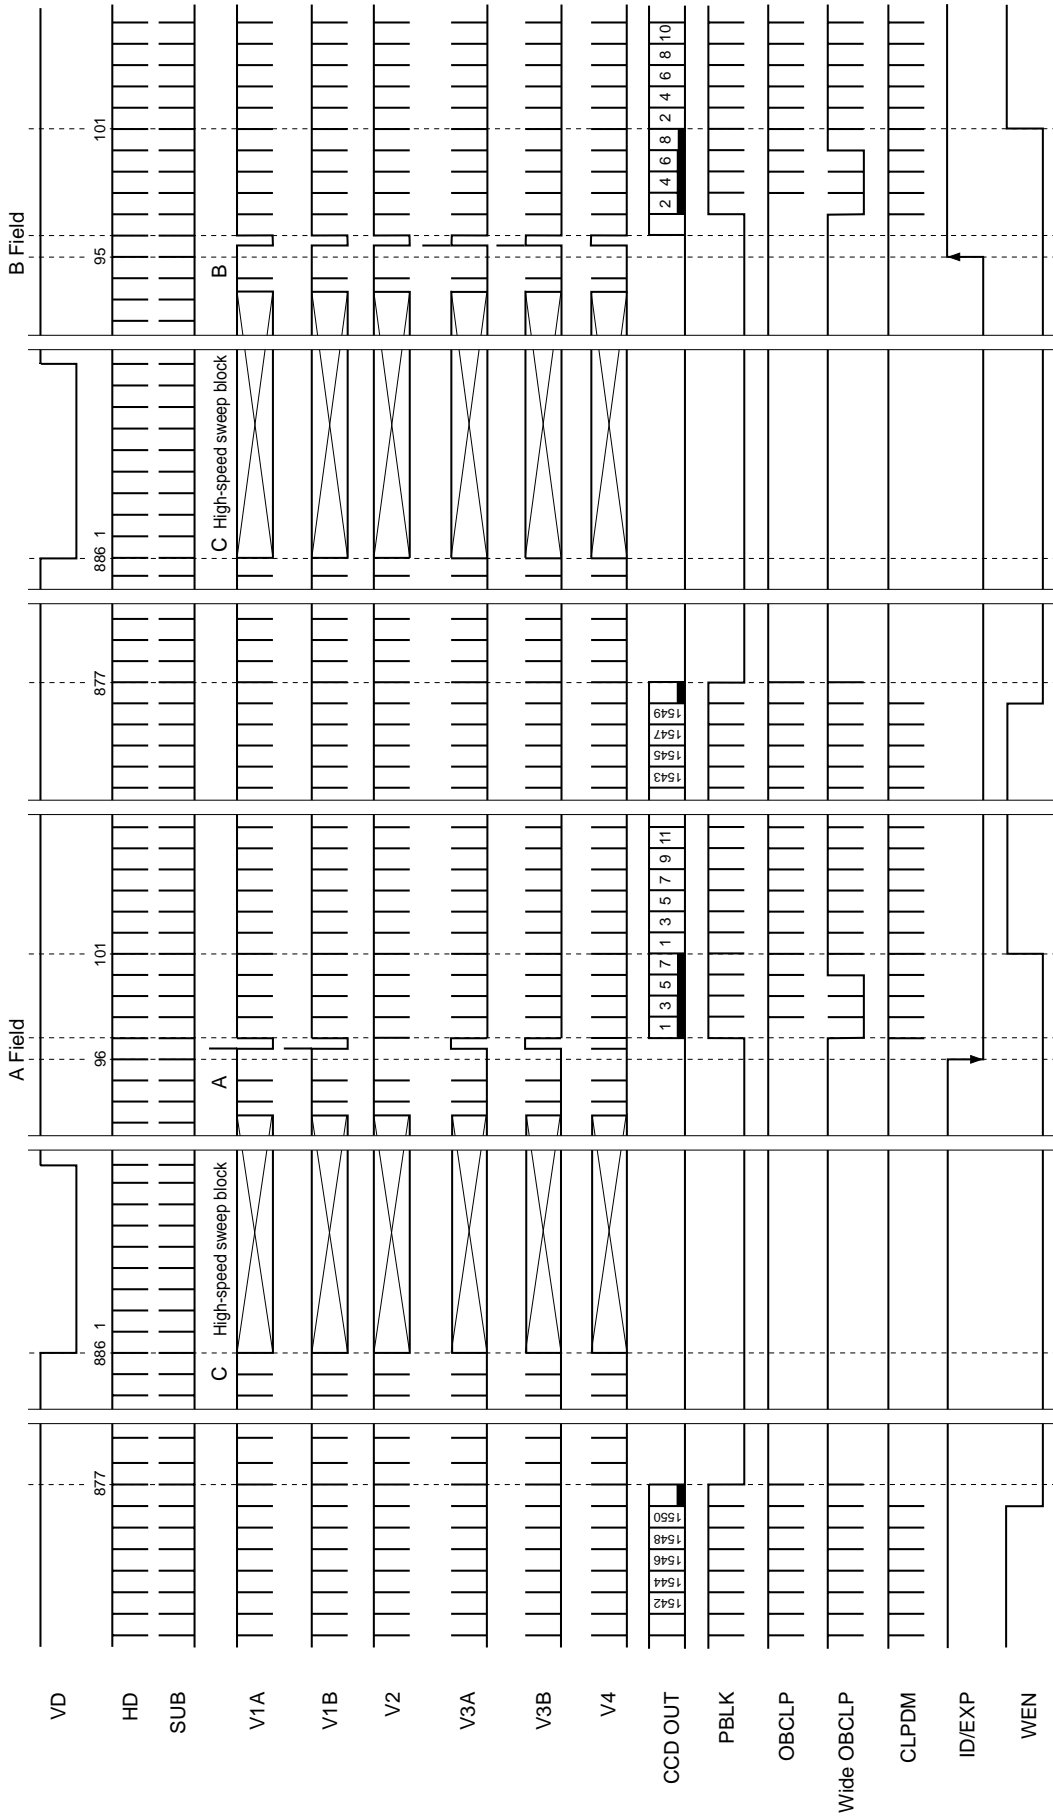 A Field B Field
VD
877 886 1 96 101 877 886 1 95 101
HD
SUB
C High-speed sweep block A C High-speed sweep block B
V1A
V1B
V2
V3A
V3B
V4
CCD OUT 1542 1544 1546 1548 1550 1 3 5 7 1 3 5 7 9 11 1543 1545 1547 1549 2 4 6 8 2 4 6 8 10
PBLK
OBCLP
Wide OBCLP
CLPDM
ID/EXP
WEN